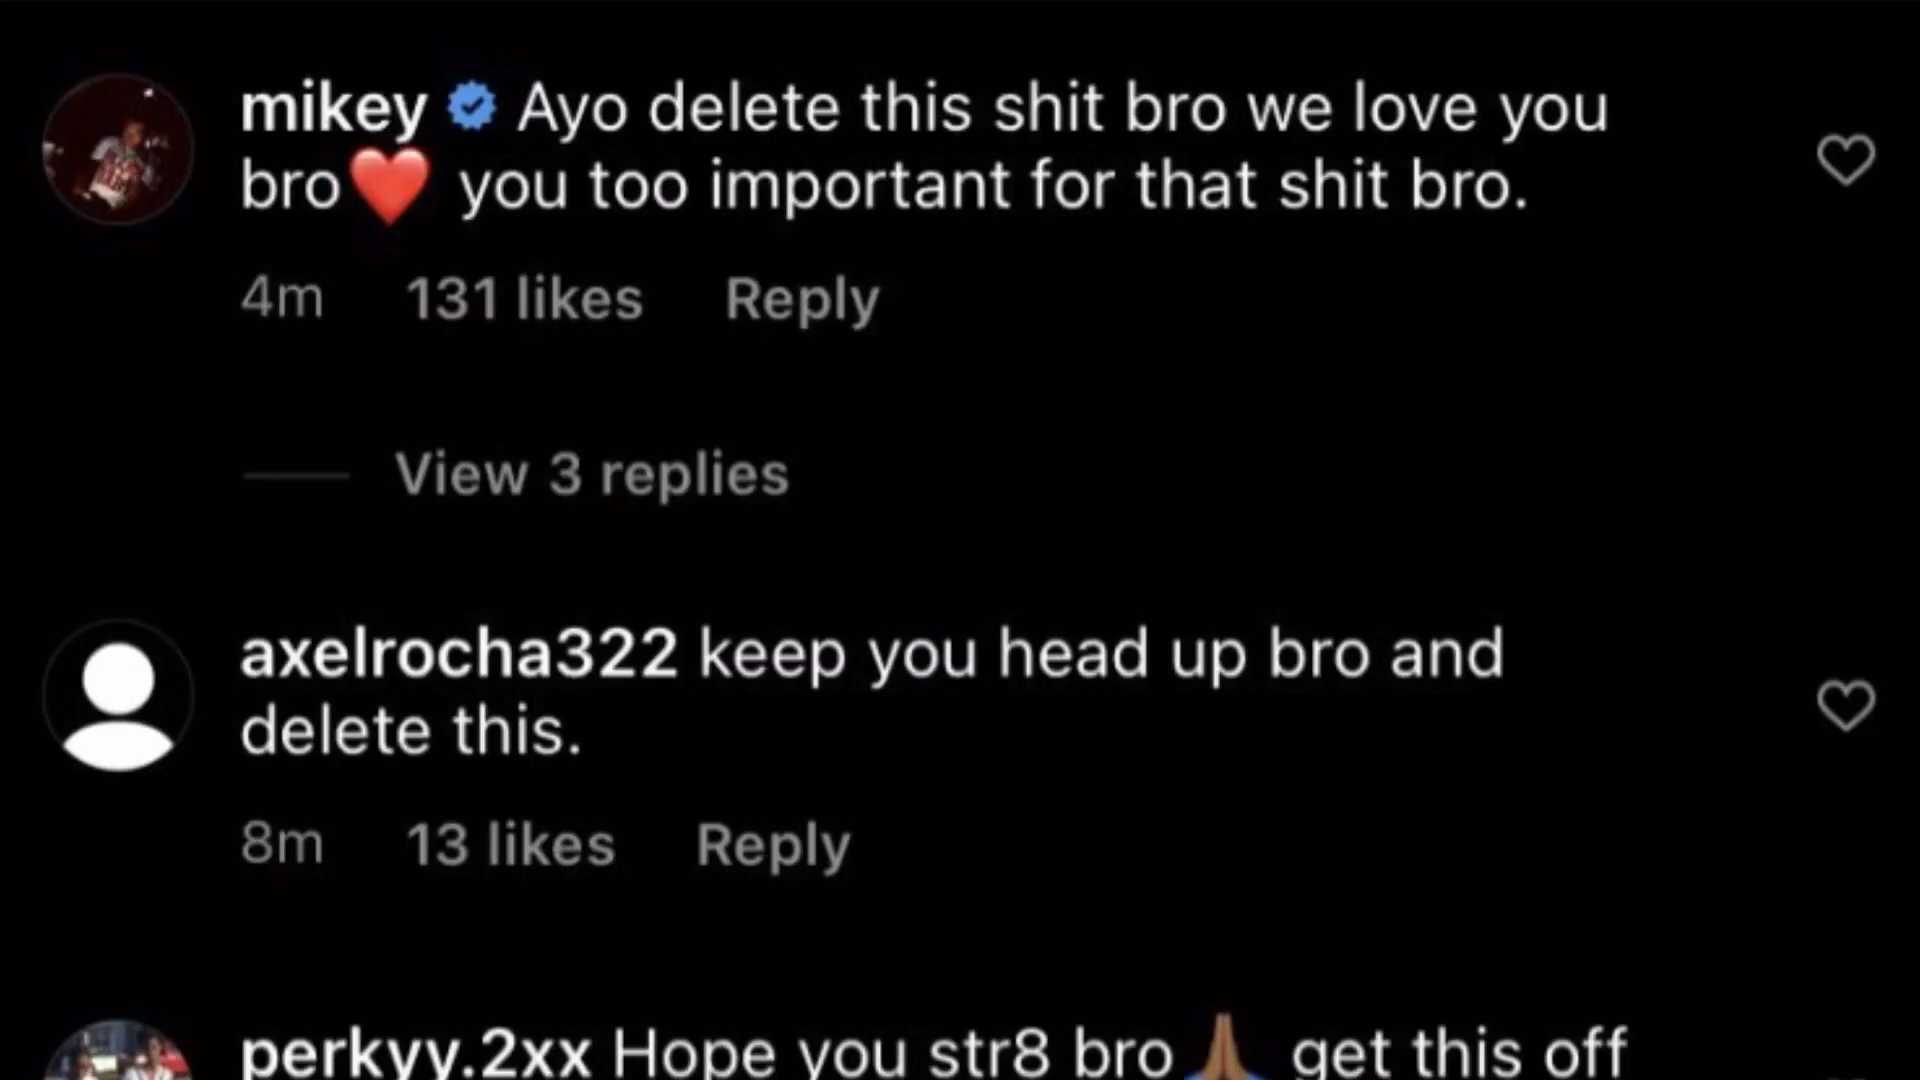 mikey Ayo delete this shit bro we love you
bro❤️ you too important for that shit bro.
4m 131 likes Reply
View 3 replies
axelrocha322 keep you head up bro and
delete this.
8m 13 likes Reply
perkyy.2xx Hope you str8 bro🙏🏾 get this off